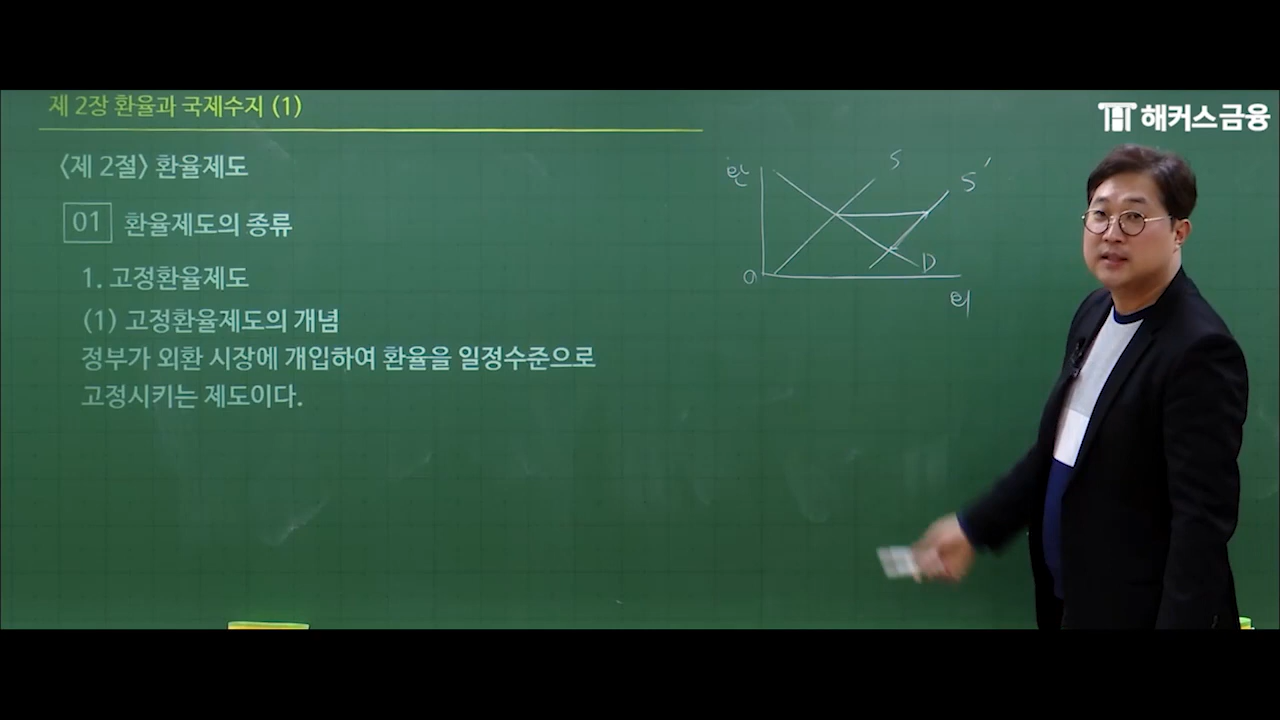 제 2장 환율과 국제수지 (1)
해커스금융
〈제 2절〉 환율제도
01 환율제도의 종류
1. 고정환율제도
(1) 고정환율제도의 개념
정부가 외환 시장에 개입하여 환율을 일정수준으로
고정시키는 제도이다.
환
S
S′
D
O
외